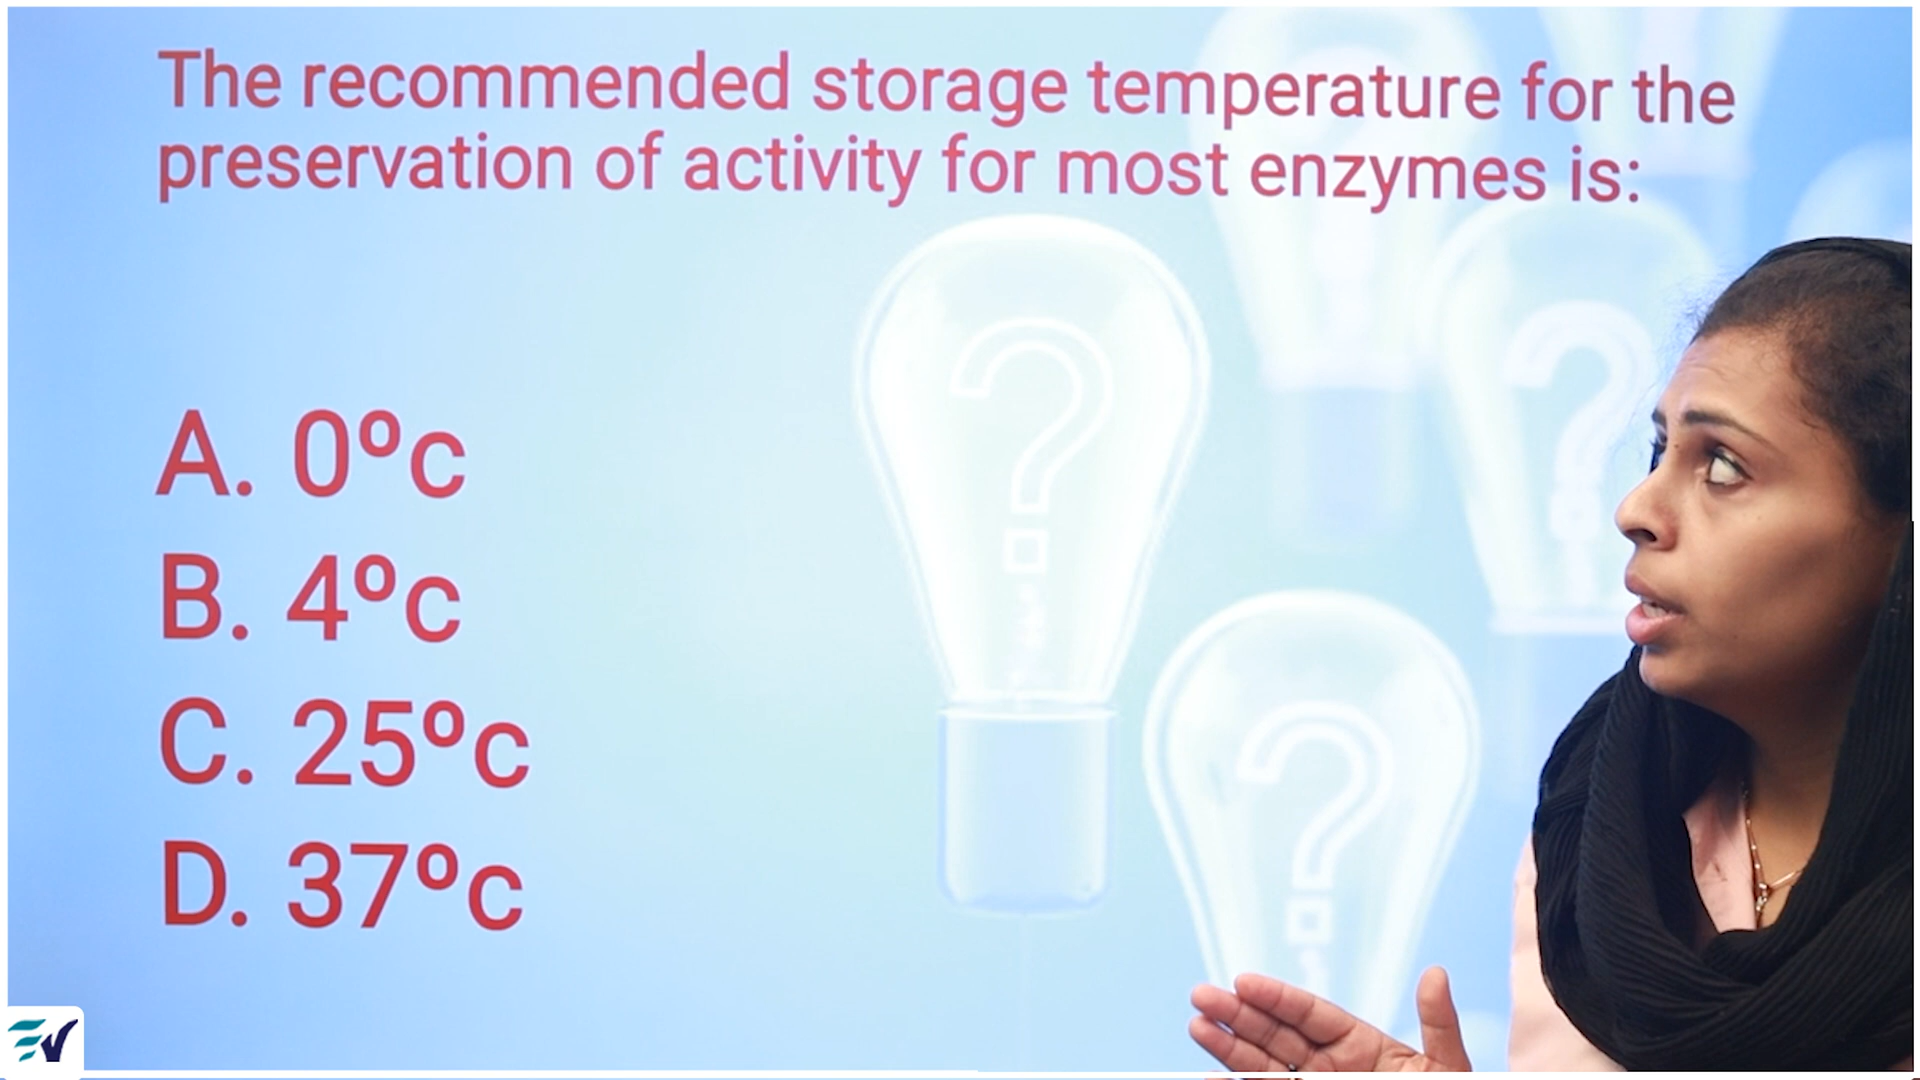 The recommended storage temperature for the
preservation of activity for most enzymes is:
A. 0ºc
B. 4ºc
C. 25ºc
D. 37ºc